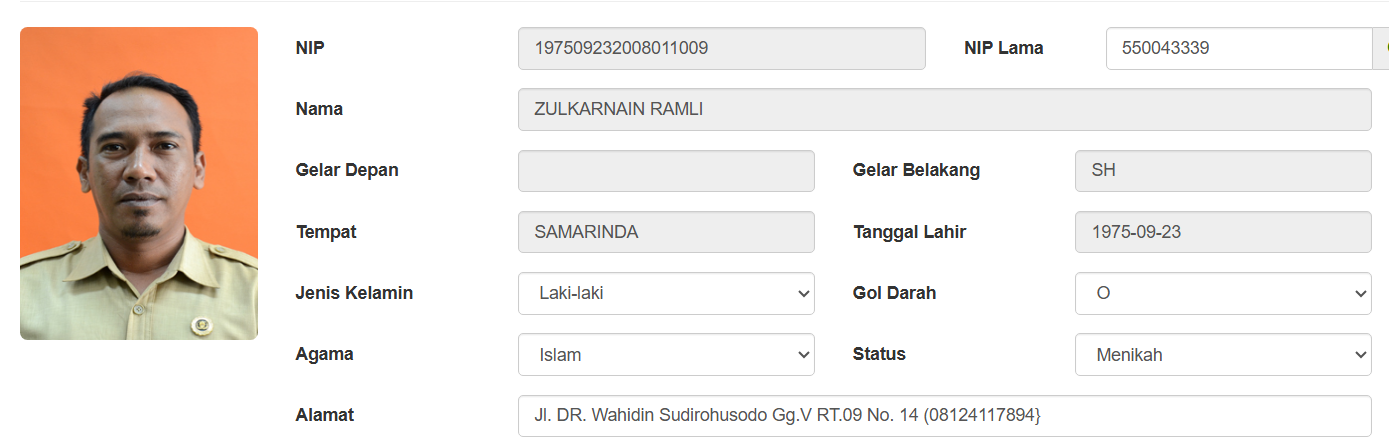 NIP 197509232008011009 NIP Lama 550043339
Nama ZULKARNAIN RAMLI
Gelar Depan Gelar Belakang SH
Tempat SAMARINDA Tanggal Lahir 1975-09-23
Jenis Kelamin Laki-laki Gol Darah O
Agama Islam Status Menikah
Alamat Jl. DR. Wahidin Sudirohusodo Gg.V RT.09 No. 14 (08124117894}